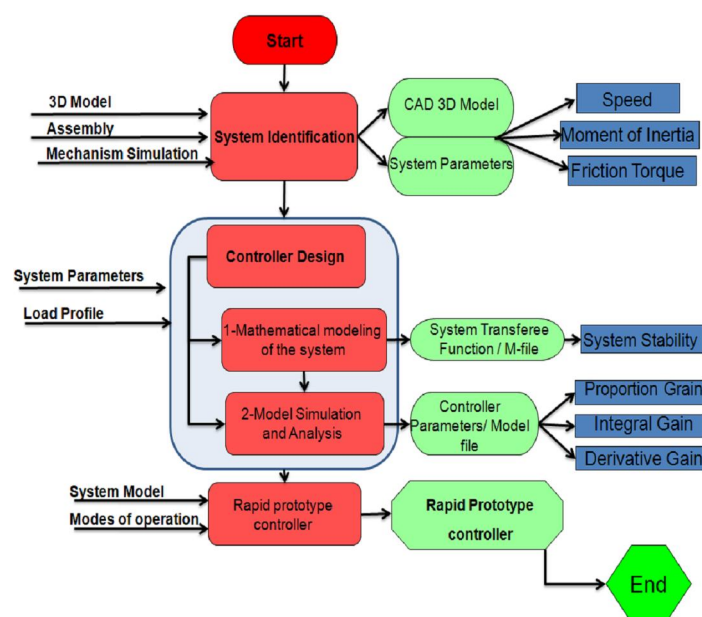 Start
3D Model
Assembly
Mechanism Simulation
System Identification
CAD 3D Model
System Parameters
Speed
Moment of Inertia
Friction Torque
System Parameters
Load Profile
Controller Design
1-Mathematical modeling
of the system
System Transferee
Function / M-file
System Stability
2-Model Simulation
and Analysis
Controller
Parameters/ Model
file
Proportion Grain
Integral Gain
Derivative Gain
System Model
Modes of operation
Rapid prototype
controller
Rapid Prototype
controller
End